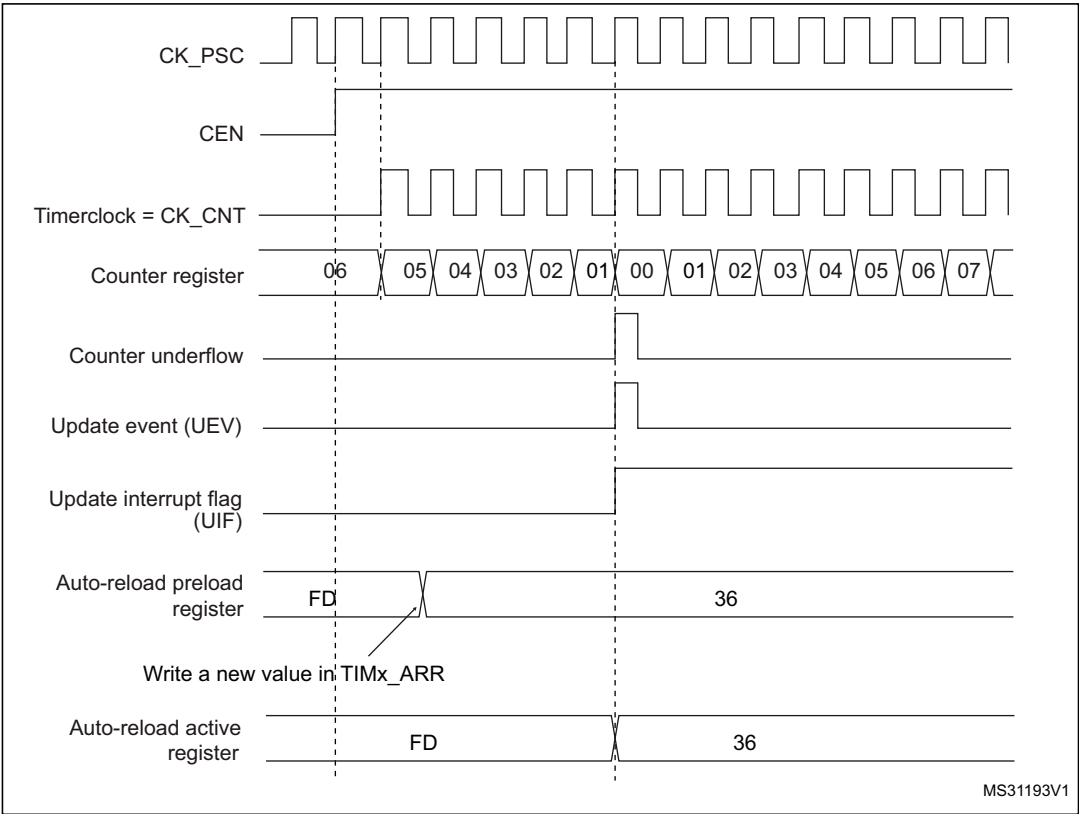 CK_PSC
CEN
Timerclock = CK_CNT
Counter register 06 05 04 03 02 01 00 01 02 03 04 05 06 07
Counter underflow
Update event (UEV)
Update interrupt flag
(UIF)
Auto-reload preload
register
FD 36
Write a new value in TIMx_ARR
Auto-reload active
register
FD 36
MS31193V1